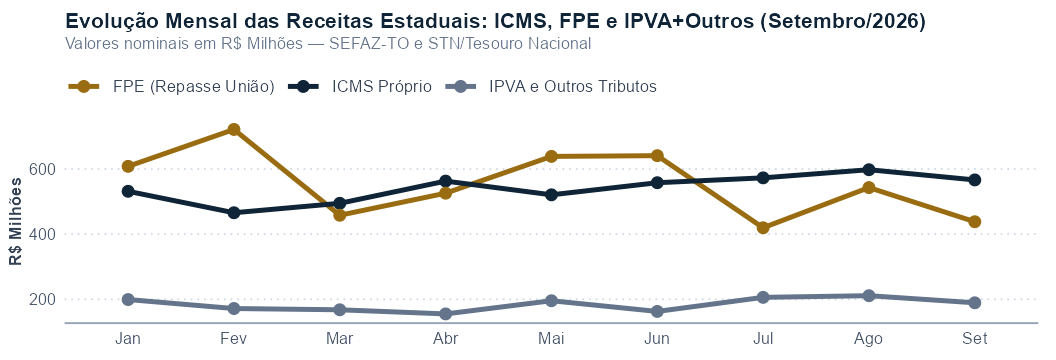 Evolução Mensal das Receitas Estaduais: ICMS, FPE e IPVA+Outros (Setembro/2026)
Valores nominais em R$ Milhões — SEFAZ-TO e STN/Tesouro Nacional
FPE (Repasse União) ICMS Próprio IPVA e Outros Tributos
R$ Milhões
600
400
200
Jan Fev Mar Abr Mai Jun Jul Ago Set